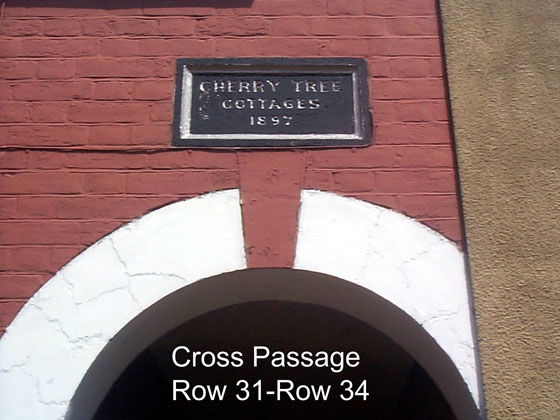 CHERRY TREE
COTTAGES
1897
Cross Passage
Row 31-Row 34